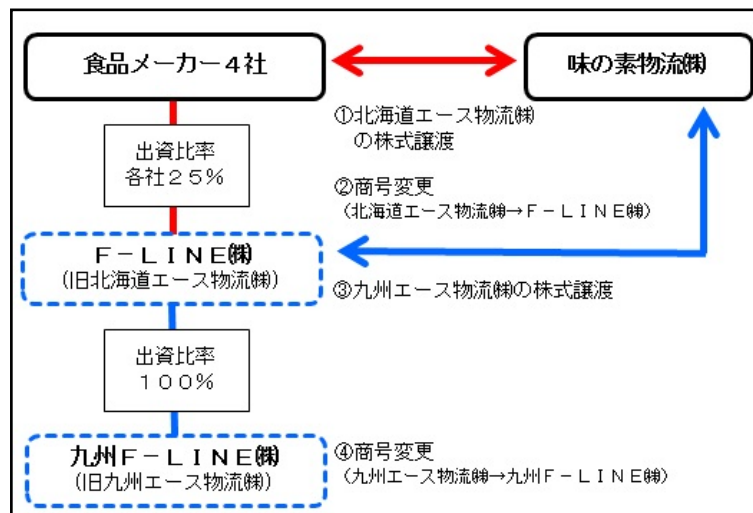 食品メーカー４社
味の素物流㈱
①北海道エース物流㈱
の株式譲渡
出資比率
各社２５％
②商号変更
（北海道エース物流㈱→Ｆ－ＬＩＮＥ㈱）
Ｆ－ＬＩＮＥ㈱
（旧北海道エース物流㈱）
③九州エース物流㈱の株式譲渡
出資比率
１００％
九州Ｆ－ＬＩＮＥ㈱
（旧九州エース物流㈱）
④商号変更
（九州エース物流㈱→九州Ｆ－ＬＩＮＥ㈱）